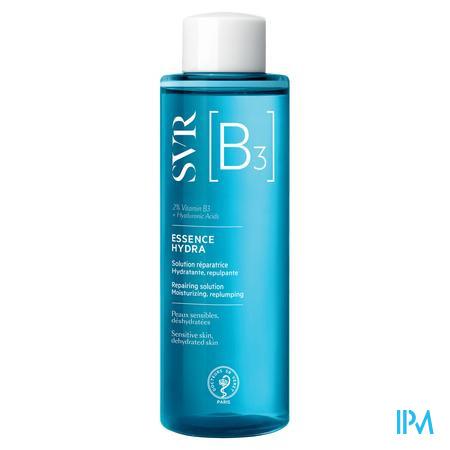 SVR
[B3]
2% Vitamin B3
+ Hyaluronic Acids
ESSENCE
HYDRA
Solution réparatrice
Hydratante, repulpante
Repairing solution
Moisturizing, replumping
Peaux sensibles,
déshydratées
Sensitive skin,
dehydrated skin
PARIS
IPM